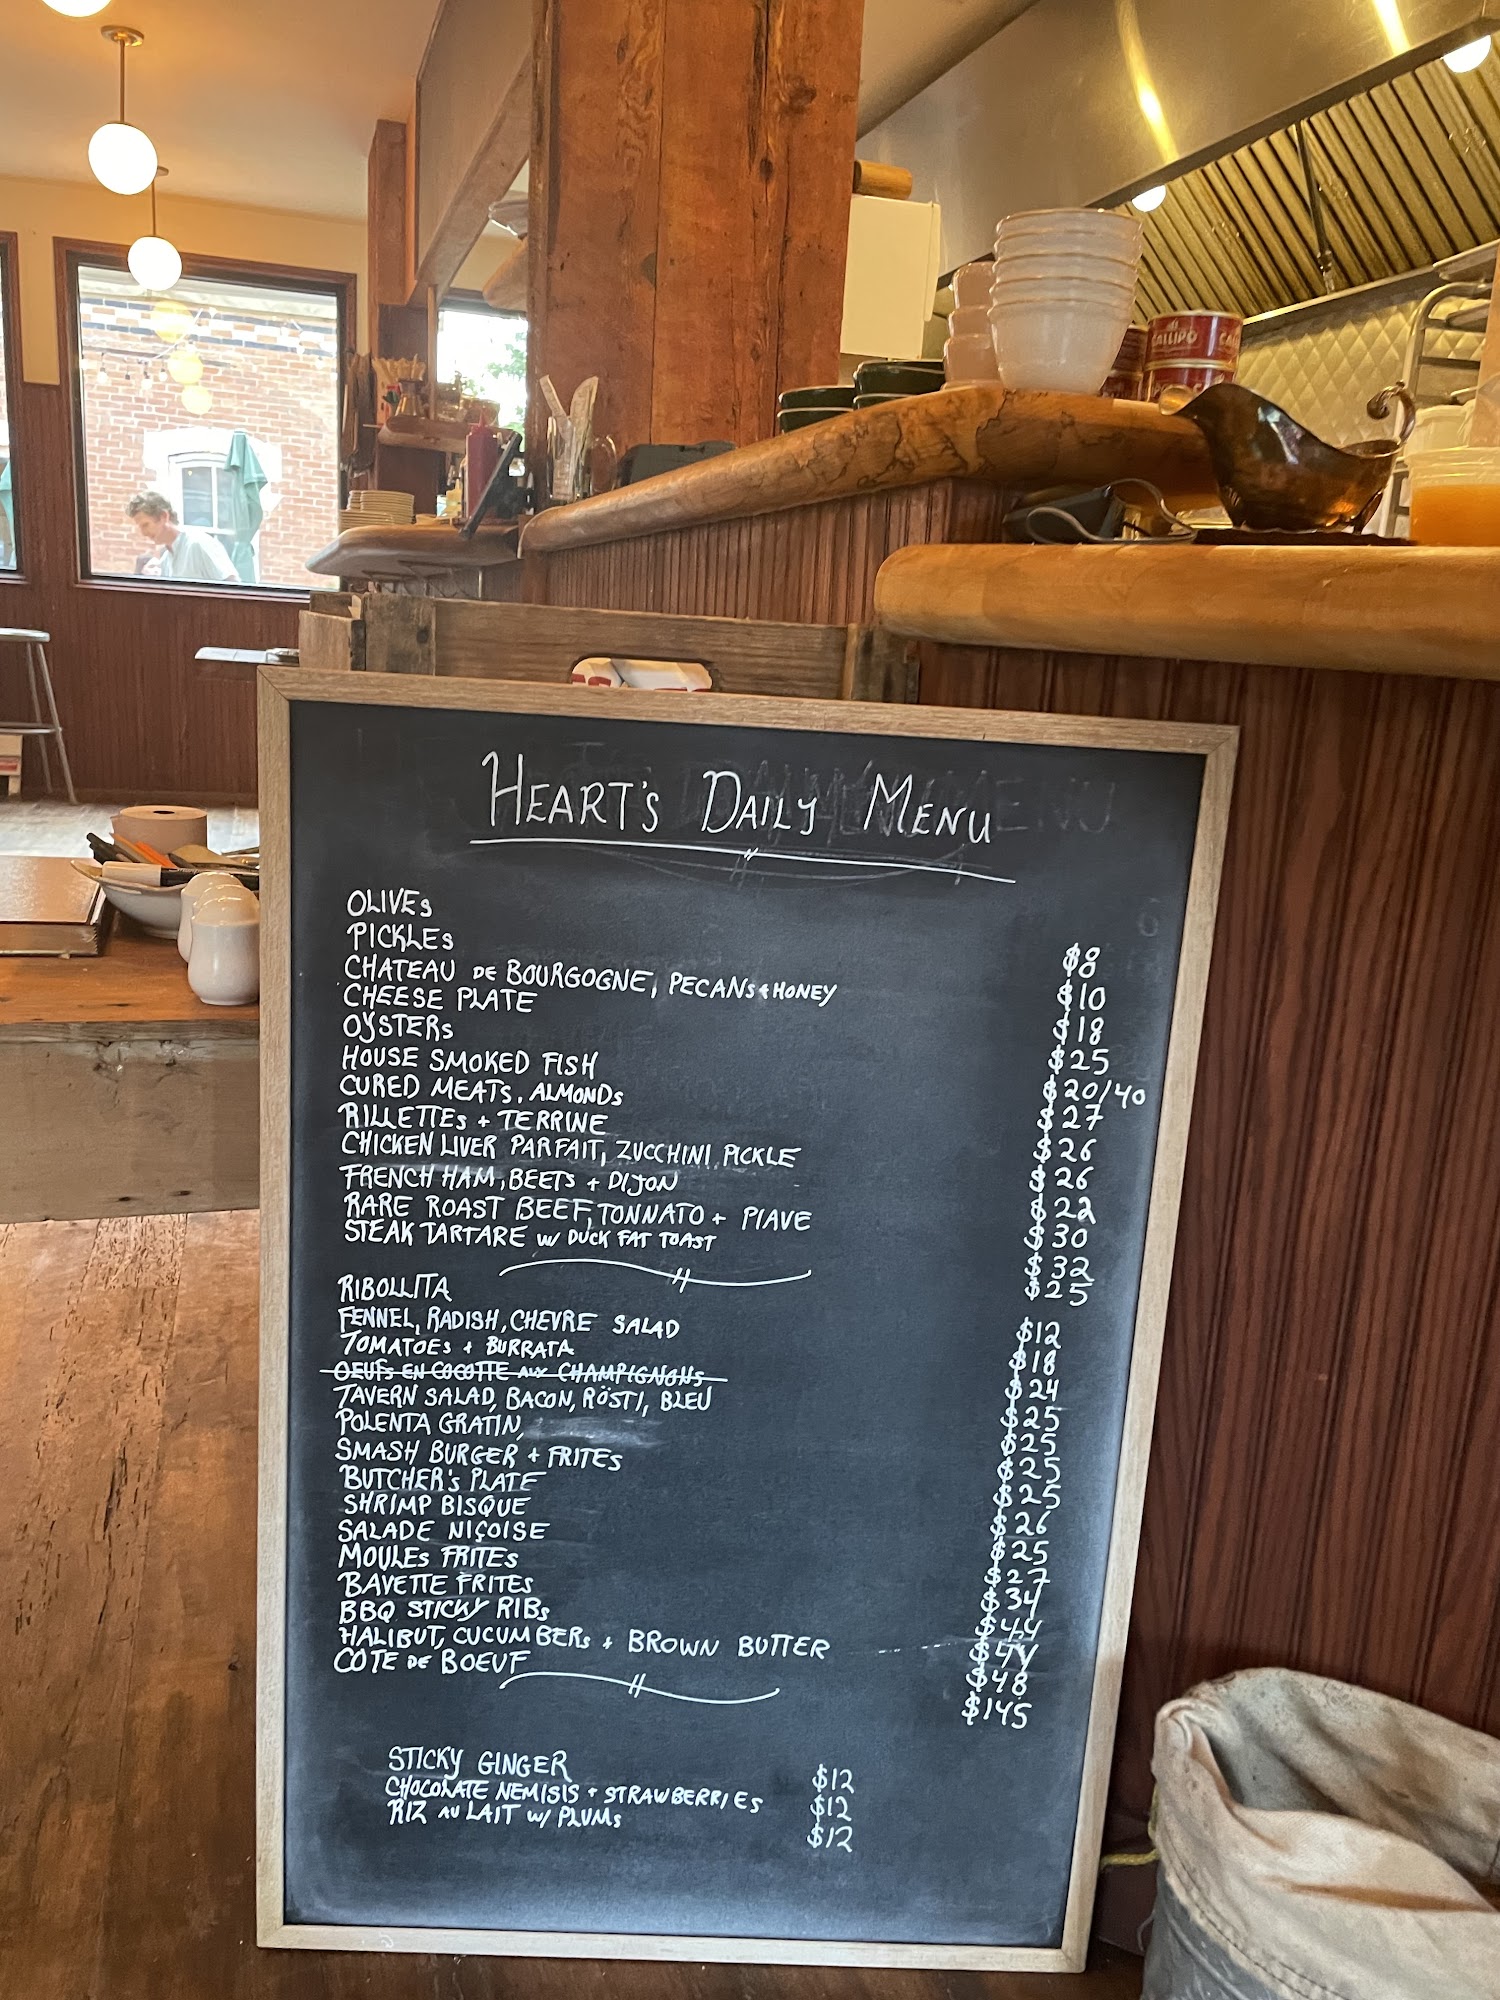 HEART'S DAILY MENU
OLIVES $8
PICKLES $10
CHATEAU DE BOURGOGNE, PECANS + HONEY $18
CHEESE PLATE $25
OYSTERS $20/40
HOUSE SMOKED FISH $27
CURED MEATS, ALMONDS $26
RILLETTES + TERRINE $26
CHICKEN LIVER PARFAIT, ZUCCHINI PICKLE $22
FRENCH HAM, BEETS + DIJON $30
RARE ROAST BEEF, TONNATO + PIAVE $32
STEAK TARTARE W/ DUCK FAT TOAST $25
RIBOLLITA $12
FENNEL, RADISH, CHEVRE SALAD $18
TOMATOES + BURRATA $24
OEUFS EN COCOTTE AUX CHAMPIGNONS $25
TAVERN SALAD, BACON, RÖSTI, BLEU $25
POLENTA GRATIN, $25
SMASH BURGER + FRITES $25
BUTCHER'S PLATE $26
SHRIMP BISQUE $25
SALADE NIÇOISE $27
MOULES FRITES $34
BAVETTE FRITES $44
BBQ STICKY RIBS $44
HALIBUT, CUCUMBERS + BROWN BUTTER $48
CÔTE DE BOEUF $145
STICKY GINGER $12
CHOCOLATE NEMISIS + STRAWBERRIES $12
RIZ AU LAIT W/ PLUMS $12
CALLIPO